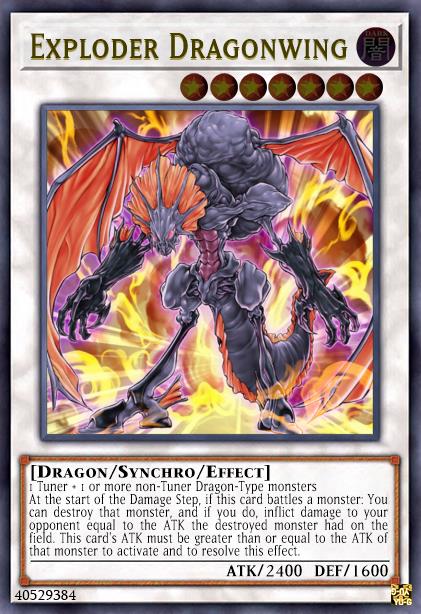 EXPLODER DRAGONWING
DARK
闇
[DRAGON/SYNCHRO/EFFECT]
1 Tuner + 1 or more non-Tuner Dragon-Type monsters
At the start of the Damage Step, if this card battles a monster: You
can destroy that monster, and if you do, inflict damage to your
opponent equal to the ATK the destroyed monster had on the
field. This card's ATK must be greater than or equal to the ATK of
that monster to activate and to resolve this effect.
ATK/2400 DEF/1600
40529384